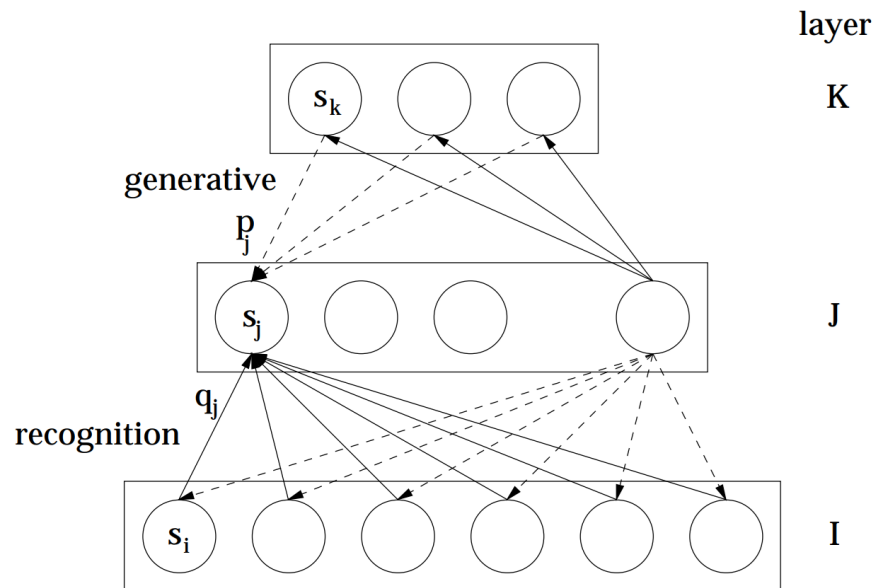 layer
s_k
K
generative
p_j
s_j
J
q_j
recognition
s_i
I